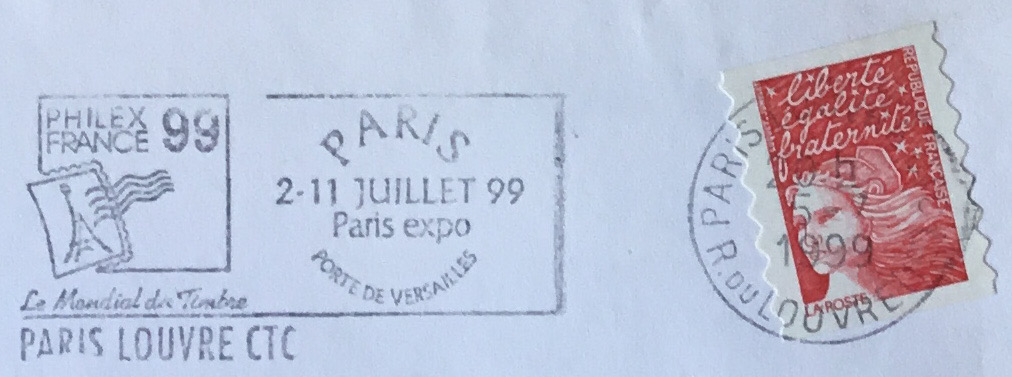 PHILEX
FRANCE 99
Le Mondial du Timbre
PARIS LOUVRE CTC
PARIS
2-11 JUILLET 99
Paris expo
PORTE DE VERSAILLES
liberté
égalité
fraternité
REPUBLIQUE FRANÇAISE
LA POSTE
PARIS
1999
R. DU LOUVRE